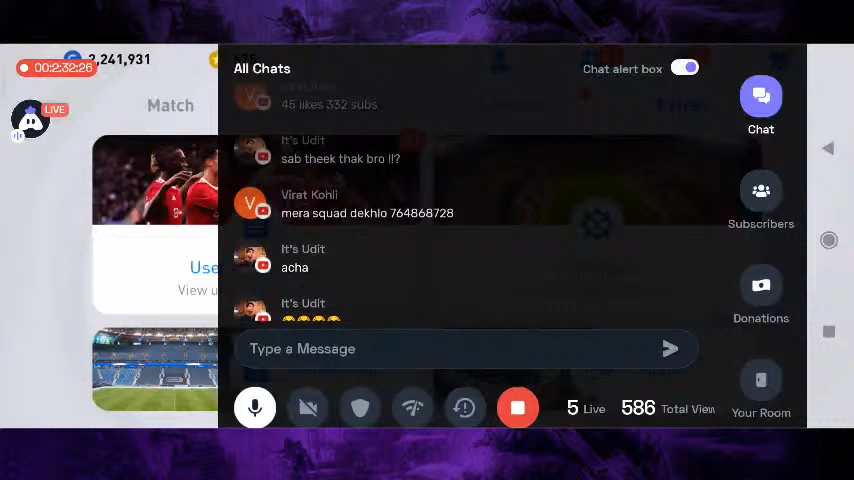 2,241,931
00:2:32:26
LIVE
Match
Use
View u
All Chats
Chat alert box
45 likes 332 subs
It's Udit
sab theek thak bro !!?
Virat Kohli
mera squad dekhlo 764868728
It's Udit
acha
It's Udit
😂😂😂😂
Type a Message
5 Live
586 Total View
Chat
Subscribers
Donations
Your Room